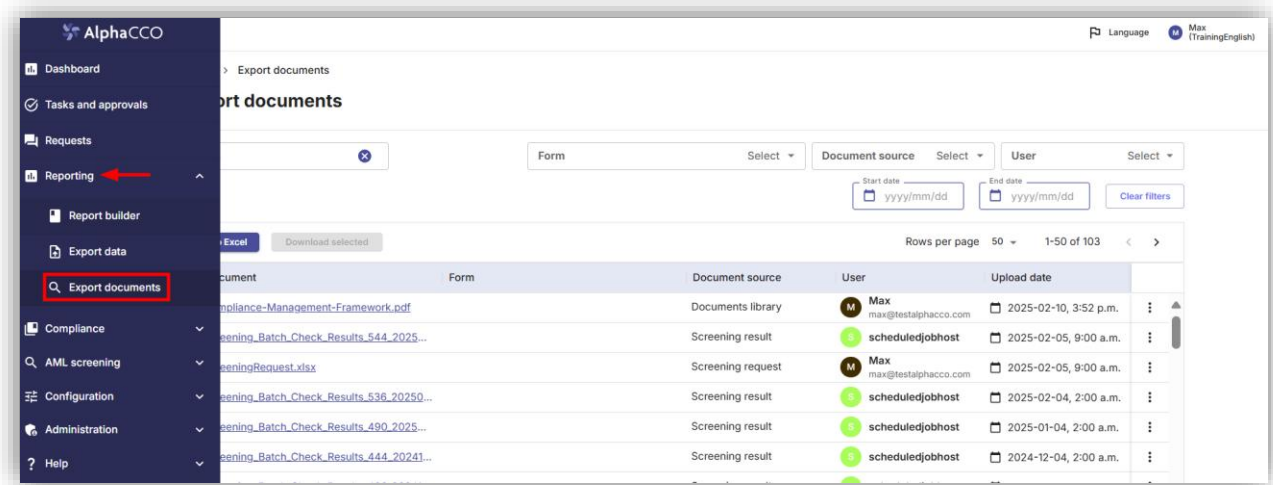 AlphaCCO
Language
M
Max
(TrainingEnglish)
Dashboard
Tasks and approvals
Requests
Reporting
Report builder
Export data
Export documents
Compliance
AML screening
Configuration
Administration
? Help
> Export documents
ort documents
Form Select
Document source Select
User Select
Start date
yyyy/mm/dd
End date
yyyy/mm/dd
Clear filters
Excel
Download selected
Rows per page 50 1-50 of 103 < >
cument Form Document source User Upload date
mpliance-Management-Framework.pdf Documents library M Max 2025-02-10, 3:52 p.m.
max@testalphacco.com
eening_Batch_Check_Results_544_2025... Screening result S scheduledjobhost 2025-02-05, 9:00 a.m.
eeningRequest.xlsx Screening request M Max 2025-02-05, 9:00 a.m.
max@testalphacco.com
eening_Batch_Check_Results_536_20250... Screening result S scheduledjobhost 2025-02-04, 2:00 a.m.
eening_Batch_Check_Results_490_2025... Screening result S scheduledjobhost 2025-01-04, 2:00 a.m.
eening_Batch_Check_Results_444_20241... Screening result S scheduledjobhost 2024-12-04, 2:00 a.m.